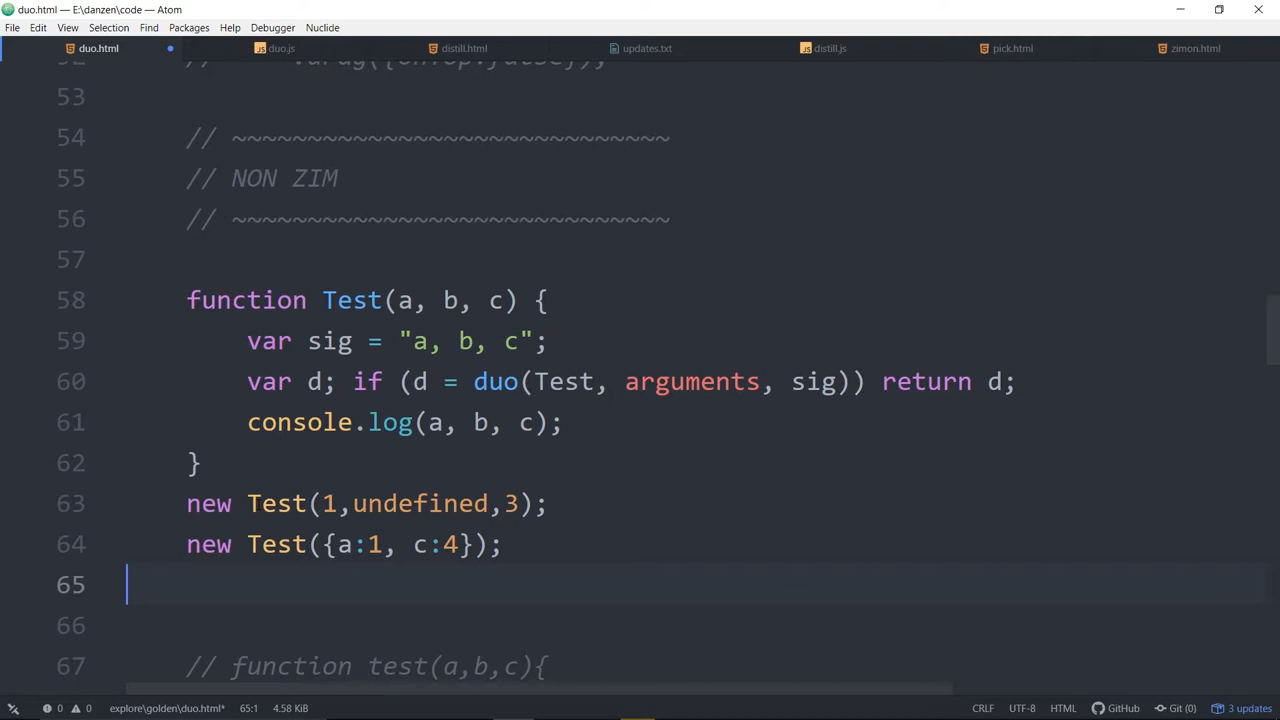 duo.html — E:\danzen\code — Atom
File Edit View Selection Find Packages Help Debugger Nuclide
duo.html duo.js distill.html updates.txt distill.js pick.html zimon.html
53
54 // ~~~~~~~~~~~~~~~~~~~~~~~~~~~~~
55 // NON ZIM
56 // ~~~~~~~~~~~~~~~~~~~~~~~~~~~~~
57
58 function Test(a, b, c) {
59 var sig = "a, b, c";
60 var d; if (d = duo(Test, arguments, sig)) return d;
61 console.log(a, b, c);
62 }
63 new Test(1,undefined,3);
64 new Test({a:1, c:4});
65
66
67 // function test(a,b,c){
0 0 explore\golden\duo.html* 65:1 4.58 KiB CRLF UTF-8 HTML GitHub Git (0) 3 updates